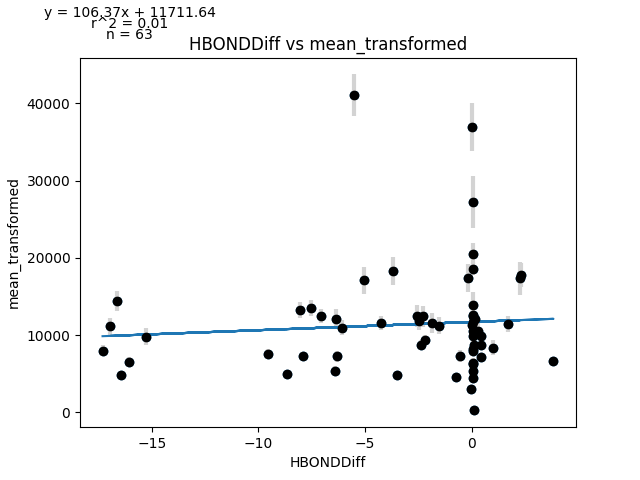 y = 106.37x + 11711.64
r^2 = 0.01
n = 63
HBONDDiff vs mean_transformed
mean_transformed
40000
30000
20000
10000
0
−15
−10
−5
0
HBONDDiff